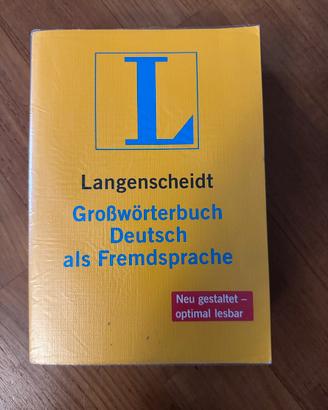 L
Langenscheidt
Großwörterbuch
Deutsch
als Fremdsprache
Neu gestaltet –
optimal lesbar